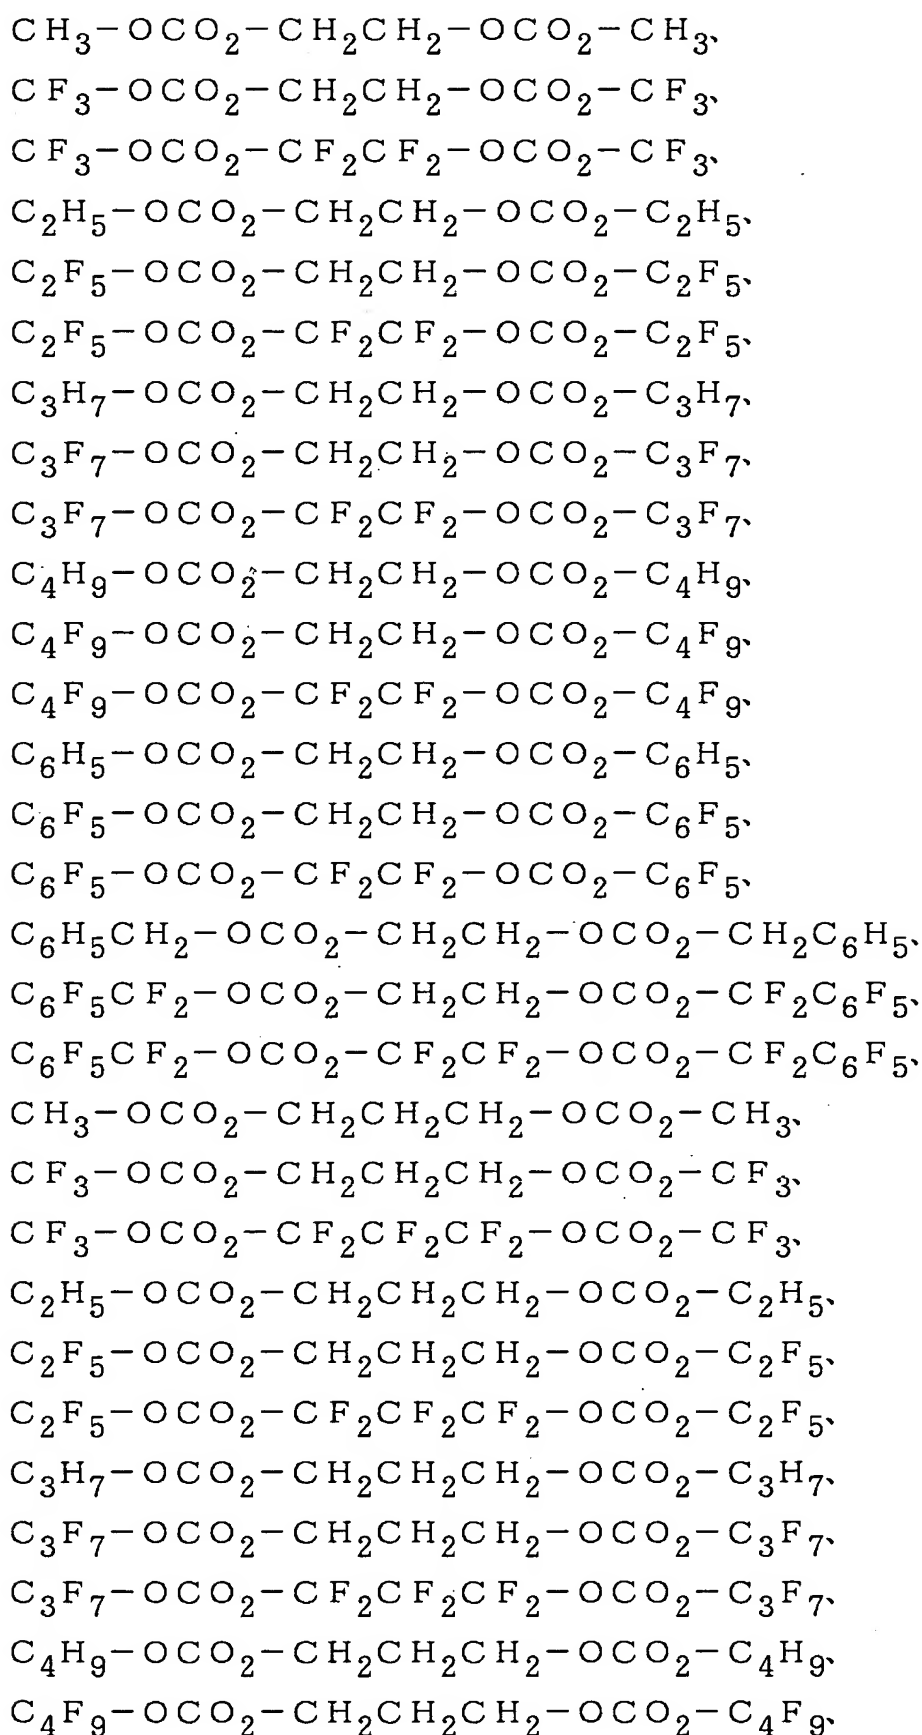 CH₃−OCO₂−CH₂CH₂−OCO₂−CH₃、
CF₃−OCO₂−CH₂CH₂−OCO₂−CF₃、
CF₃−OCO₂−CF₂CF₂−OCO₂−CF₃、
C₂H₅−OCO₂−CH₂CH₂−OCO₂−C₂H₅、
C₂F₅−OCO₂−CH₂CH₂−OCO₂−C₂F₅、
C₂F₅−OCO₂−CF₂CF₂−OCO₂−C₂F₅、
C₃H₇−OCO₂−CH₂CH₂−OCO₂−C₃H₇、
C₃F₇−OCO₂−CH₂CH₂−OCO₂−C₃F₇、
C₃F₇−OCO₂−CF₂CF₂−OCO₂−C₃F₇、
C₄H₉−OCO₂−CH₂CH₂−OCO₂−C₄H₉、
C₄F₉−OCO₂−CH₂CH₂−OCO₂−C₄F₉、
C₄F₉−OCO₂−CF₂CF₂−OCO₂−C₄F₉、
C₆H₅−OCO₂−CH₂CH₂−OCO₂−C₆H₅、
C₆F₅−OCO₂−CH₂CH₂−OCO₂−C₆F₅、
C₆F₅−OCO₂−CF₂CF₂−OCO₂−C₆F₅、
C₆H₅CH₂−OCO₂−CH₂CH₂−OCO₂−CH₂C₆H₅、
C₆F₅CF₂−OCO₂−CH₂CH₂−OCO₂−CF₂C₆F₅、
C₆F₅CF₂−OCO₂−CF₂CF₂−OCO₂−CF₂C₆F₅、
CH₃−OCO₂−CH₂CH₂CH₂−OCO₂−CH₃、
CF₃−OCO₂−CH₂CH₂CH₂−OCO₂−CF₃、
CF₃−OCO₂−CF₂CF₂CF₂−OCO₂−CF₃、
C₂H₅−OCO₂−CH₂CH₂CH₂−OCO₂−C₂H₅、
C₂F₅−OCO₂−CH₂CH₂CH₂−OCO₂−C₂F₅、
C₂F₅−OCO₂−CF₂CF₂CF₂−OCO₂−C₂F₅、
C₃H₇−OCO₂−CH₂CH₂CH₂−OCO₂−C₃H₇、
C₃F₇−OCO₂−CH₂CH₂CH₂−OCO₂−C₃F₇、
C₃F₇−OCO₂−CF₂CF₂CF₂−OCO₂−C₃F₇、
C₄H₉−OCO₂−CH₂CH₂CH₂−OCO₂−C₄H₉、
C₄F₉−OCO₂−CH₂CH₂CH₂−OCO₂−C₄F₉、